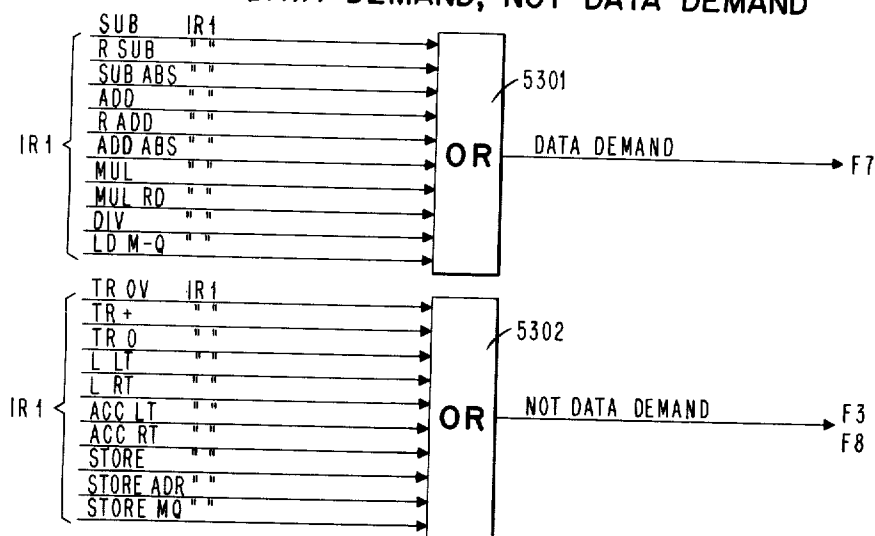 DATA DEMAND, NOT DATA DEMAND
SUB IR1
R SUB " "
SUB ABS " "
ADD " "
R ADD " "
ADD ABS " "
MUL " "
MUL RD " "
DIV " "
LD M-Q " "
IR1
OR
5301
DATA DEMAND
F7
TR OV IR1
TR + " "
TR 0 " "
L LT " "
L RT " "
ACC LT " "
ACC RT " "
STORE " "
STORE ADR " "
STORE MQ " "
IR1
OR
5302
NOT DATA DEMAND
F3
F8